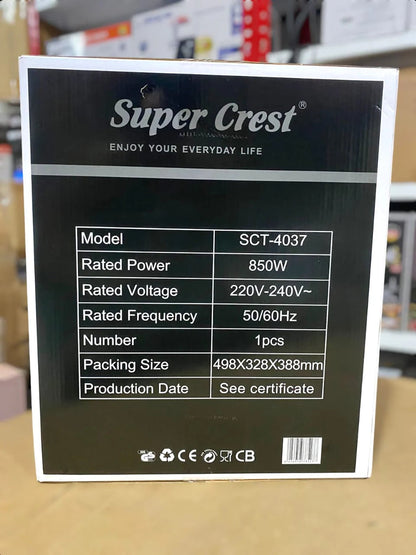 Super Crest®
ENJOY YOUR EVERYDAY LIFE
Model SCT-4037
Rated Power 850W
Rated Voltage 220V-240V~
Rated Frequency 50/60Hz
Number 1pcs
Packing Size 498X328X388mm
Production Date See certificate
CE CB